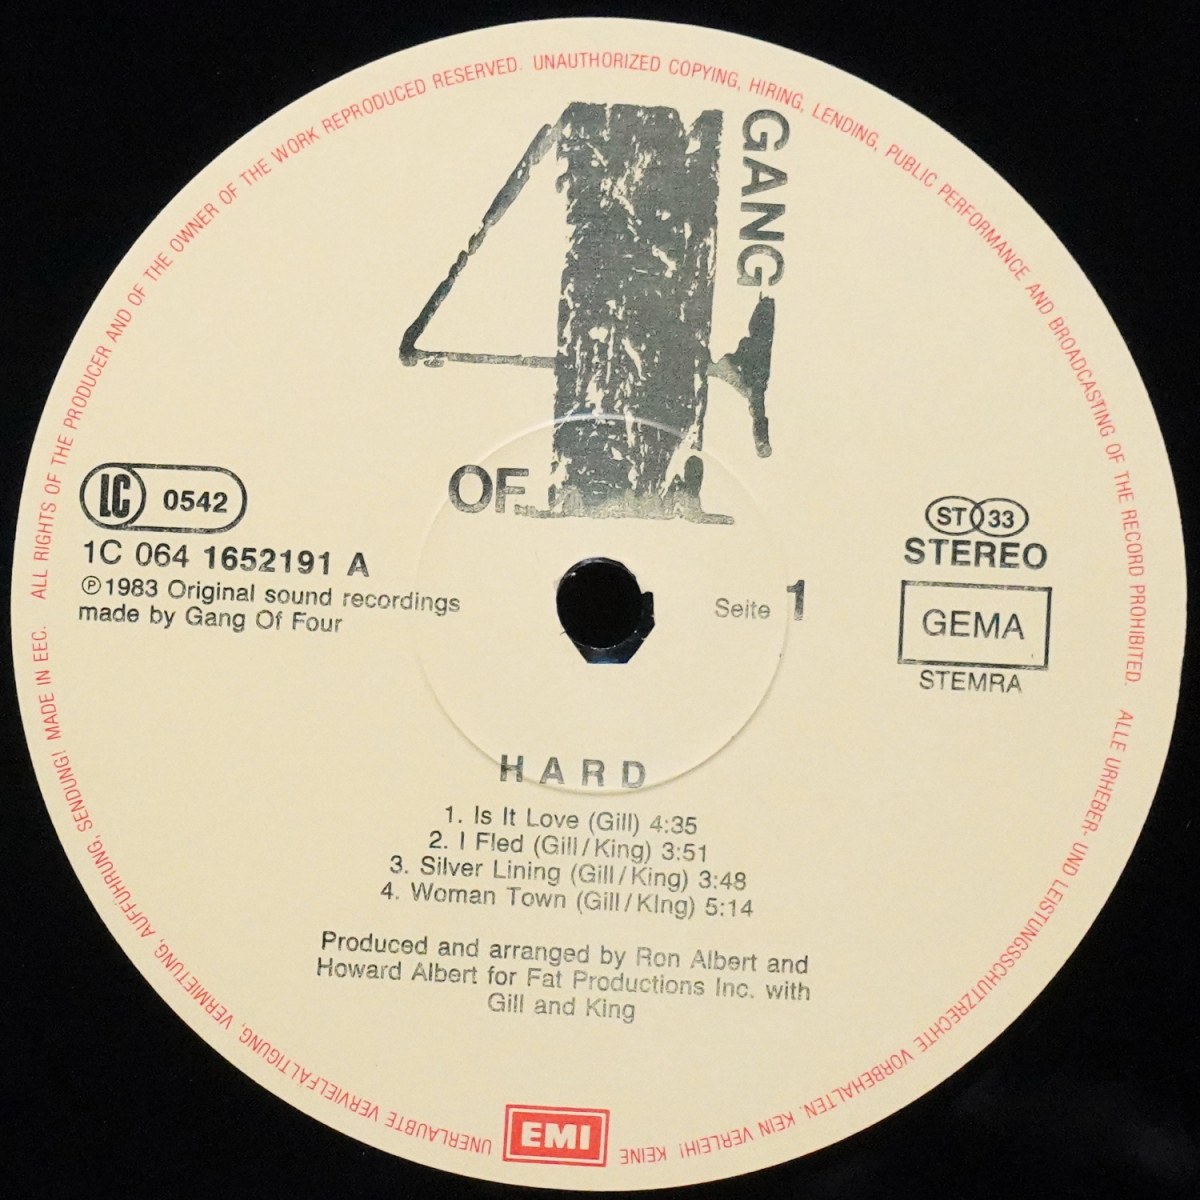 ALL RIGHTS OF THE PRODUCER AND OF THE OWNER OF THE WORK REPRODUCED RESERVED. UNAUTHORIZED COPYING, HIRING, LENDING, PUBLIC PERFORMANCE AND BROADCASTING OF THE RECORD PROHIBITED.
GANG
OF 4
LC 0542
1C 064 1652191 A
Ⓟ 1983 Original sound recordings
made by Gang Of Four
Seite 1
ST 33
STEREO
GEMA
STEMRA
HARD
1. Is It Love (Gill) 4:35
2. I Fled (Gill/King) 3:51
3. Silver Lining (Gill/King) 3:48
4. Woman Town (Gill/KIng) 5:14
Produced and arranged by Ron Albert and
Howard Albert for Fat Productions Inc. with
Gill and King
ALLE URHEBER- UND LEISTUNGSSCHUTZRECHTE VORBEHALTEN. KEIN VERLEIH! KEINE UNERLAUBTE VERVIELFÄLTIGUNG, VERMIETUNG, AUFFÜHRUNG, SENDUNG! MADE IN EEC.
EMI